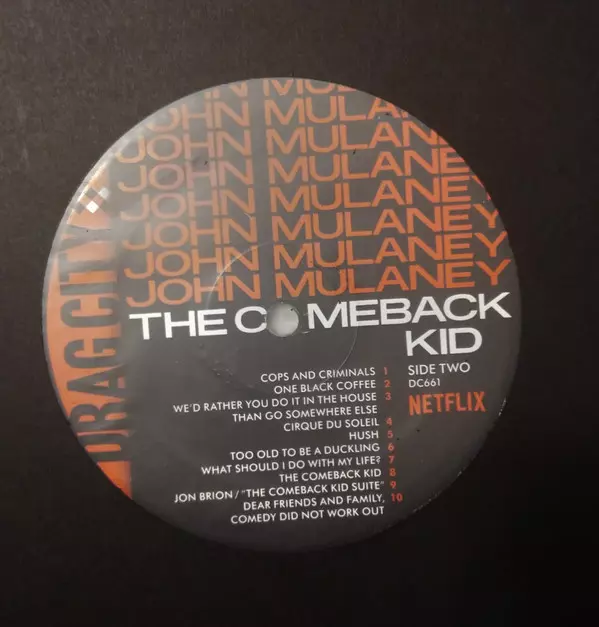 JOHN MULANEY
JOHN MULANEY
JOHN MULANEY
JOHN MULANEY
JOHN MULANEY
JOHN MULANEY
JOHN MULANEY
JOHN MULANEY
DRAG CITY
THE COMEBACK
KID
SIDE TWO
DC661
NETFLIX
COPS AND CRIMINALS 1
ONE BLACK COFFEE 2
WE'D RATHER YOU DO IT IN THE HOUSE 3
THAN GO SOMEWHERE ELSE
CIRQUE DU SOLEIL 4
HUSH 5
TOO OLD TO BE A DUCKLING 6
WHAT SHOULD I DO WITH MY LIFE? 7
THE COMEBACK KID 8
JON BRION / "THE COMEBACK KID SUITE" 9
DEAR FRIENDS AND FAMILY, 10
COMEDY DID NOT WORK OUT